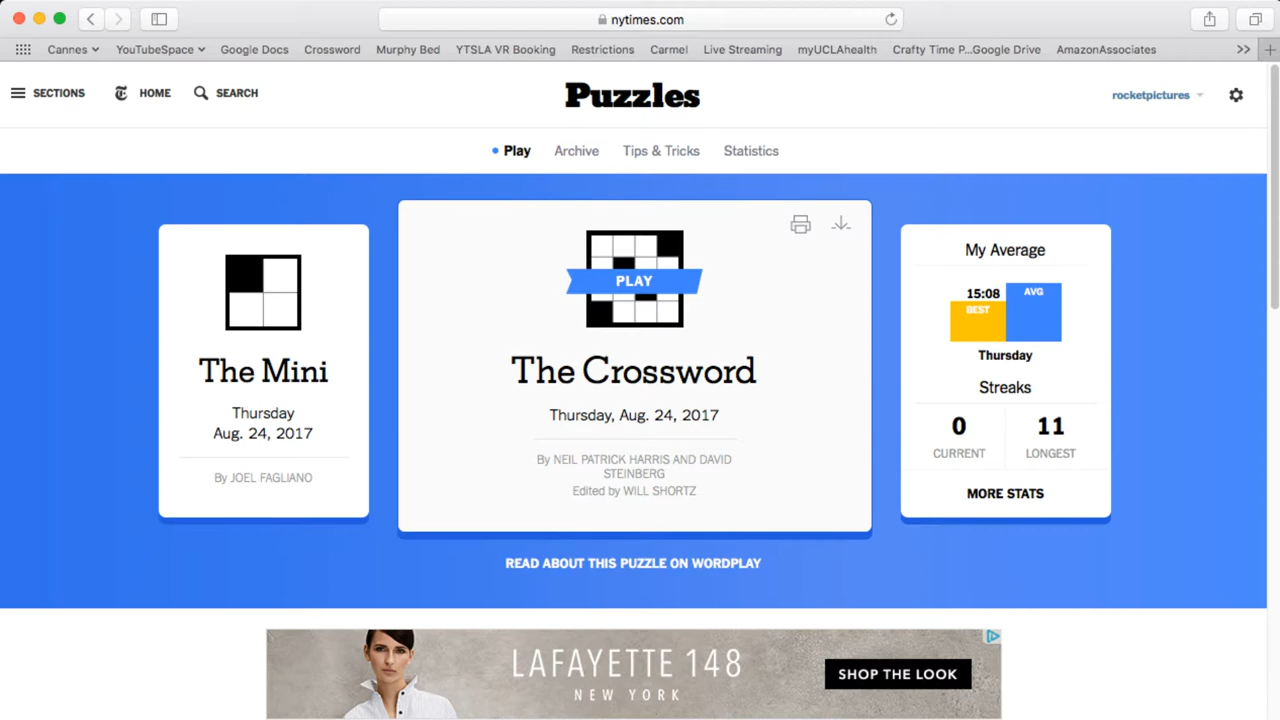 nytimes.com
Cannes YouTubeSpace Google Docs Crossword Murphy Bed YTSLA VR Booking Restrictions Carmel Live Streaming myUCLAhealth Crafty Time P...Google Drive AmazonAssociates >>
SECTIONS HOME SEARCH
Puzzles
rocketpictures
Play Archive Tips & Tricks Statistics
The Mini
Thursday
Aug. 24, 2017
By JOEL FAGLIANO
PLAY
The Crossword
Thursday, Aug. 24, 2017
By NEIL PATRICK HARRIS AND DAVID
STEINBERG
Edited by WILL SHORTZ
My Average
15:08 AVG
BEST
Thursday
Streaks
0 11
CURRENT LONGEST
MORE STATS
READ ABOUT THIS PUZZLE ON WORDPLAY
LAFAYETTE 148
NEW YORK
SHOP THE LOOK